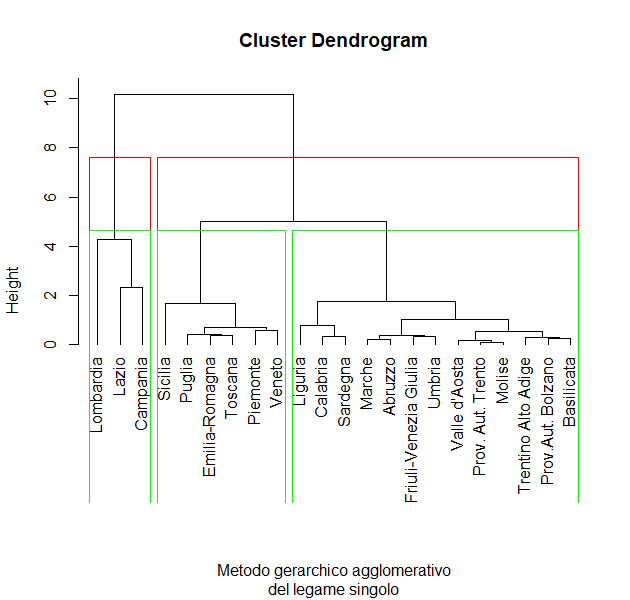 Cluster Dendrogram
Height
10
8
6
4
2
0
Lombardia
Lazio
Campania
Sicilia
Puglia
Emilia-Romagna
Toscana
Piemonte
Veneto
Liguria
Calabria
Sardegna
Marche
Abruzzo
Friuli-Venezia Giulia
Umbria
Valle d'Aosta
Prov. Aut. Trento
Molise
Trentino Alto Adige
Prov.Aut. Bolzano
Basilicata
Metodo gerarchico agglomerativo
del legame singolo